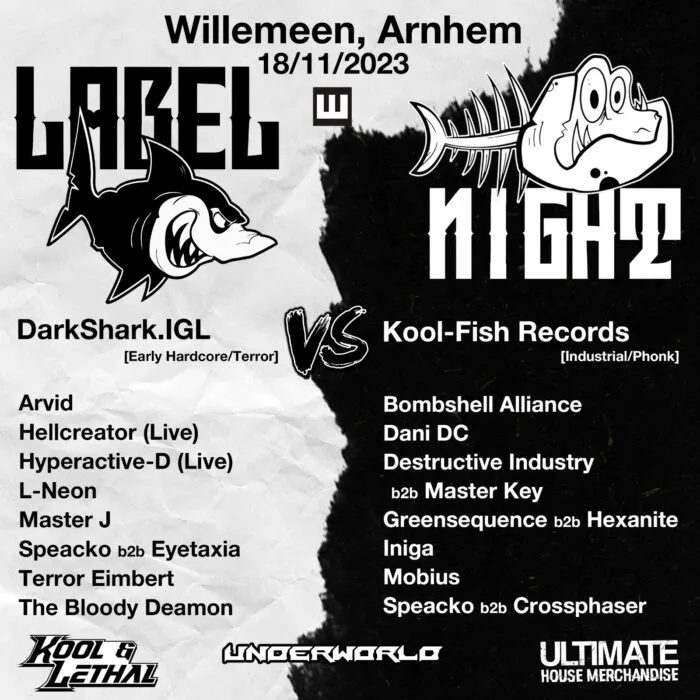 Willemeen, Arnhem
18/11/2023
LABEL
NIGHT
DarkShark.IGL
[Early Hardcore/Terror]
VS
Kool-Fish Records
[Industrial/Phonk]
Arvid
Hellcreator (Live)
Hyperactive-D (Live)
L-Neon
Master J
Speacko b2b Eyetaxia
Terror Eimbert
The Bloody Deamon
Bombshell Alliance
Dani DC
Destructive Industry
b2b Master Key
Greensequence b2b Hexanite
Iniga
Mobius
Speacko b2b Crossphaser
KOOL &
LETHAL
UNDERWORLD
ULTIMATE
HOUSE MERCHANDISE